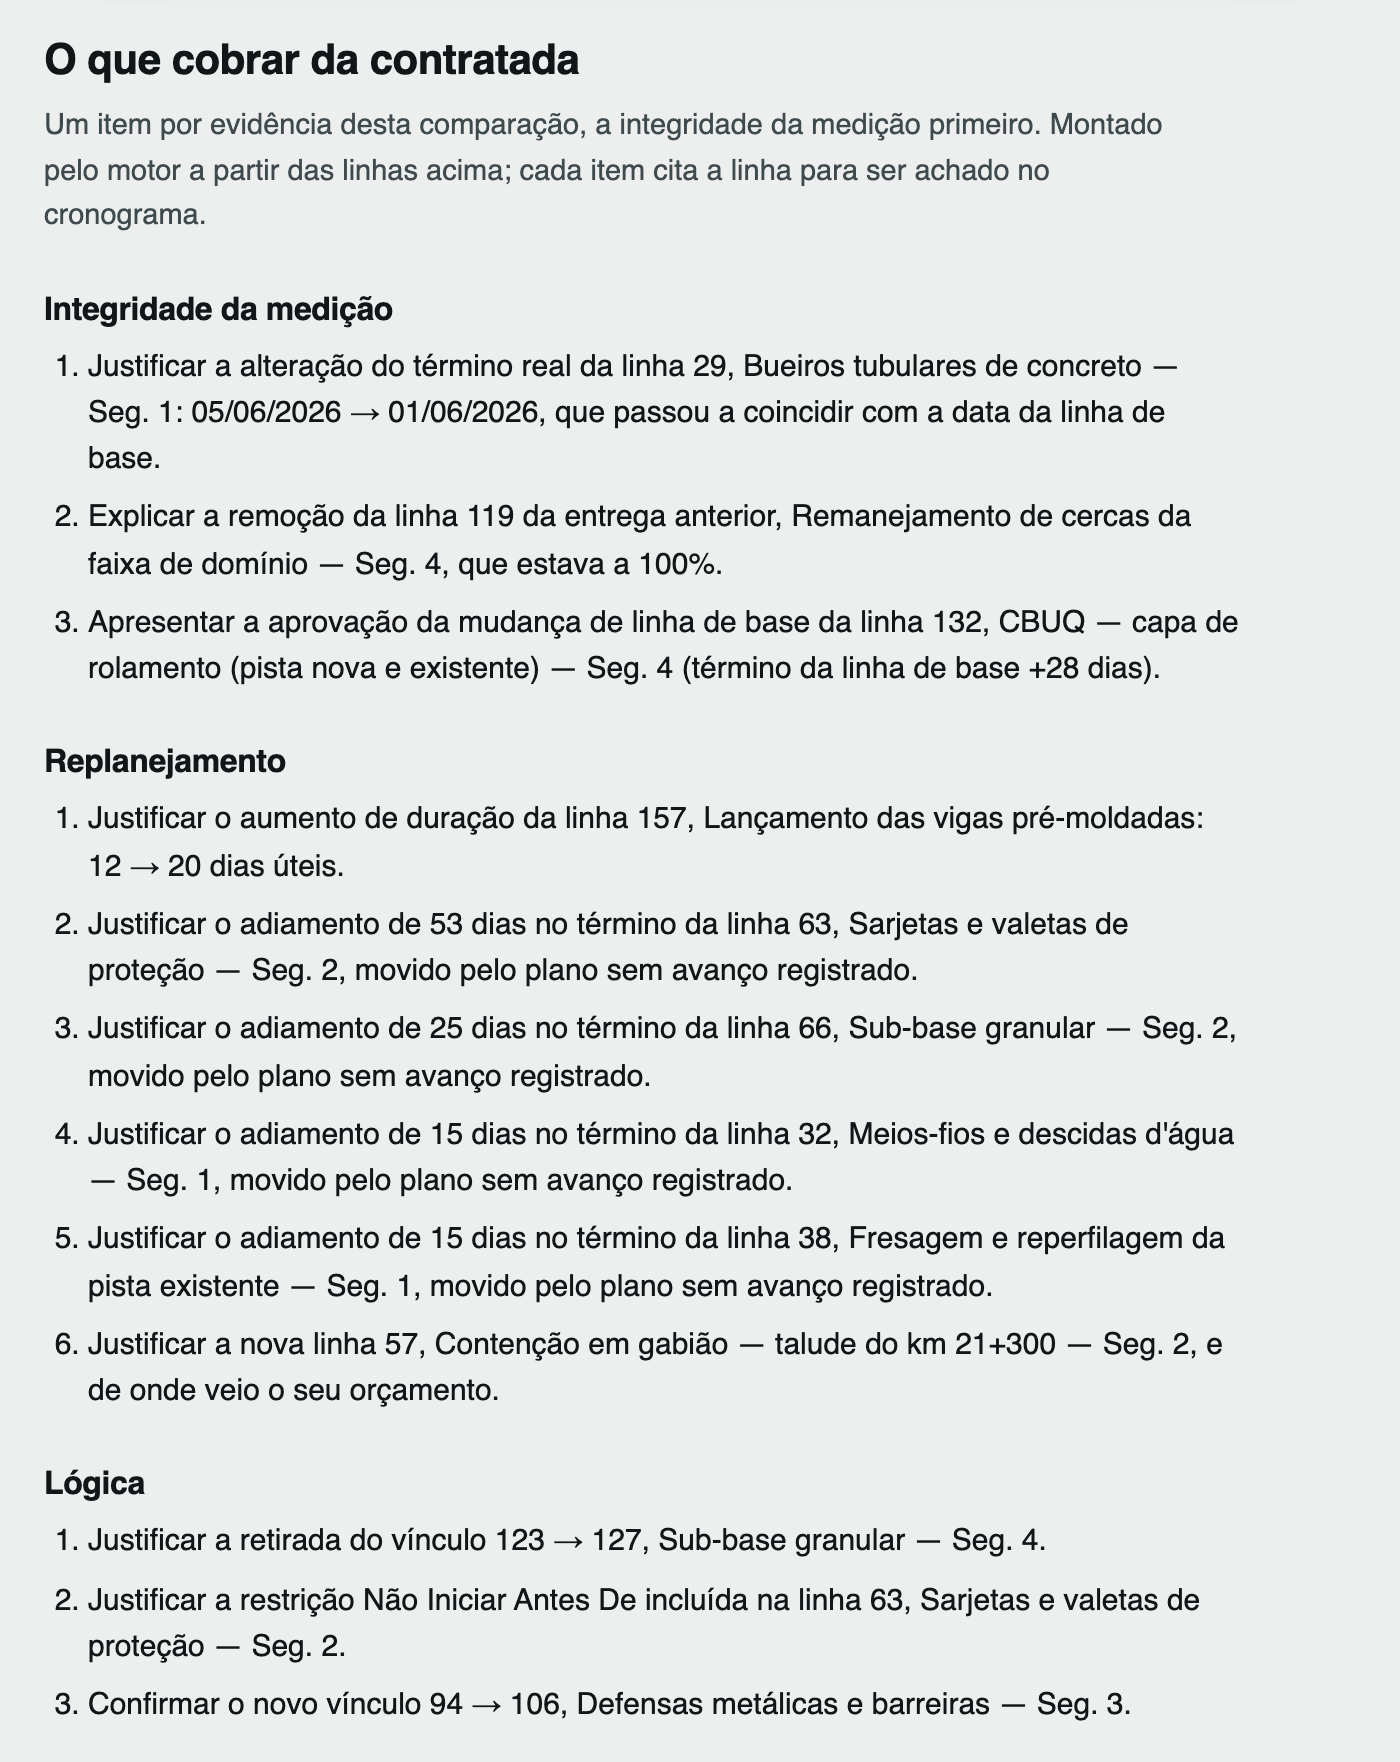 O que cobrar da contratada
Um item por evidência desta comparação, a integridade da medição primeiro. Montado
pelo motor a partir das linhas acima; cada item cita a linha para ser achado no
cronograma.
Integridade da medição
1. Justificar a alteração do término real da linha 29, Bueiros tubulares de concreto —
Seg. 1: 05/06/2026 → 01/06/2026, que passou a coincidir com a data da linha de
base.
2. Explicar a remoção da linha 119 da entrega anterior, Remanejamento de cercas da
faixa de domínio — Seg. 4, que estava a 100%.
3. Apresentar a aprovação da mudança de linha de base da linha 132, CBUQ — capa de
rolamento (pista nova e existente) — Seg. 4 (término da linha de base +28 dias).
Replanejamento
1. Justificar o aumento de duração da linha 157, Lançamento das vigas pré-moldadas:
12 → 20 dias úteis.
2. Justificar o adiamento de 53 dias no término da linha 63, Sarjetas e valetas de
proteção — Seg. 2, movido pelo plano sem avanço registrado.
3. Justificar o adiamento de 25 dias no término da linha 66, Sub-base granular — Seg. 2,
movido pelo plano sem avanço registrado.
4. Justificar o adiamento de 15 dias no término da linha 32, Meios-fios e descidas d'água
— Seg. 1, movido pelo plano sem avanço registrado.
5. Justificar o adiamento de 15 dias no término da linha 38, Fresagem e reperfilagem da
pista existente — Seg. 1, movido pelo plano sem avanço registrado.
6. Justificar a nova linha 57, Contenção em gabião — talude do km 21+300 — Seg. 2, e
de onde veio o seu orçamento.
Lógica
1. Justificar a retirada do vínculo 123 → 127, Sub-base granular — Seg. 4.
2. Justificar a restrição Não Iniciar Antes De incluída na linha 63, Sarjetas e valetas de
proteção — Seg. 2.
3. Confirmar o novo vínculo 94 → 106, Defensas metálicas e barreiras — Seg. 3.